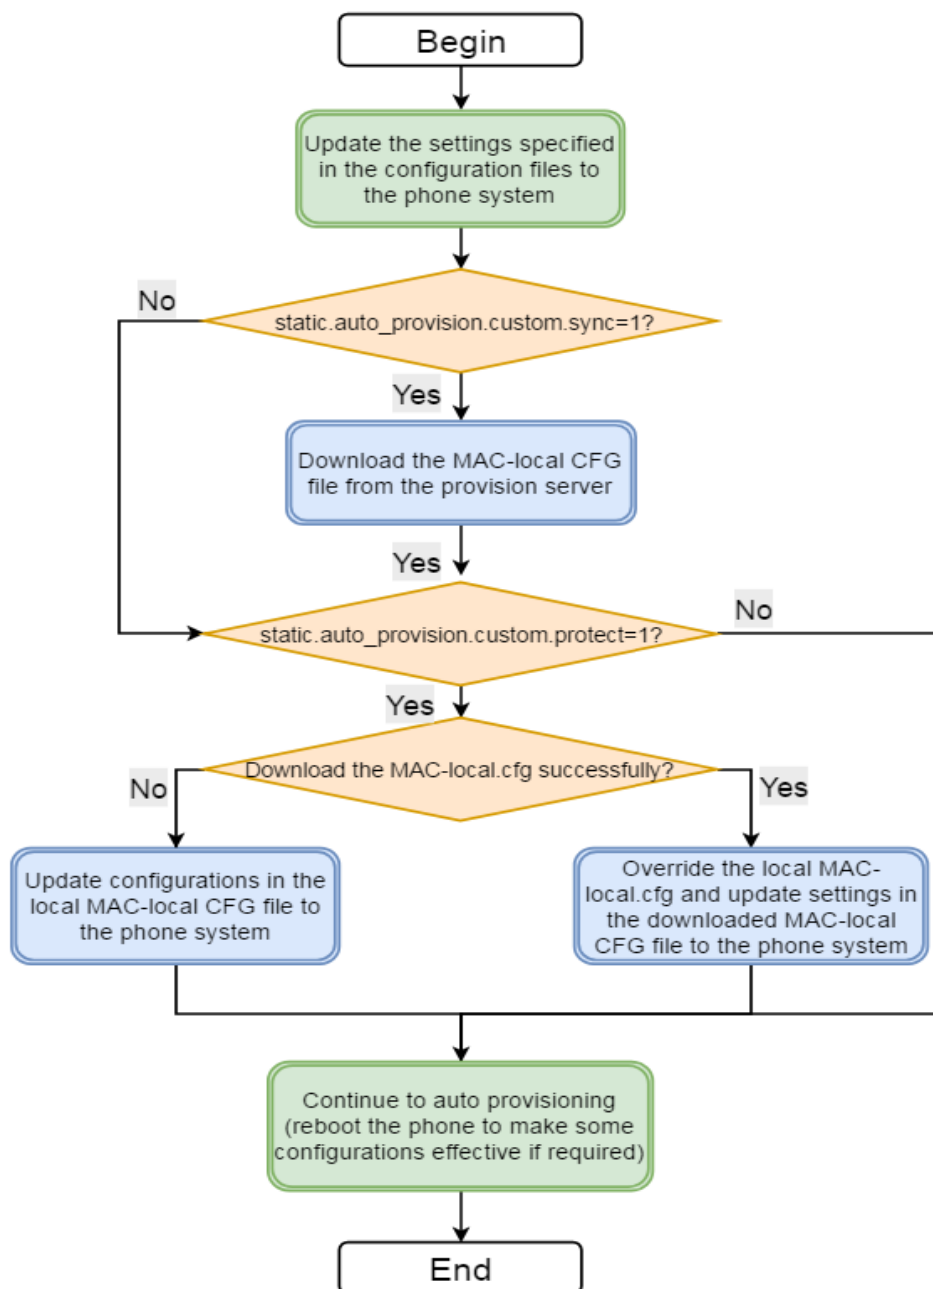 Begin
Update the settings specified
in the configuration files to
the phone system
No
static.auto_provision.custom.sync=1?
Yes
Download the MAC-local CFG
file from the provision server
Yes
No
static.auto_provision.custom.protect=1?
Yes
Download the MAC-local.cfg successfully?
No
Yes
Update configurations in the
local MAC-local CFG file to
the phone system
Override the local MAC-
local.cfg and update settings in
the downloaded MAC-local
CFG file to the phone system
Continue to auto provisioning
(reboot the phone to make some
configurations effective if required)
End